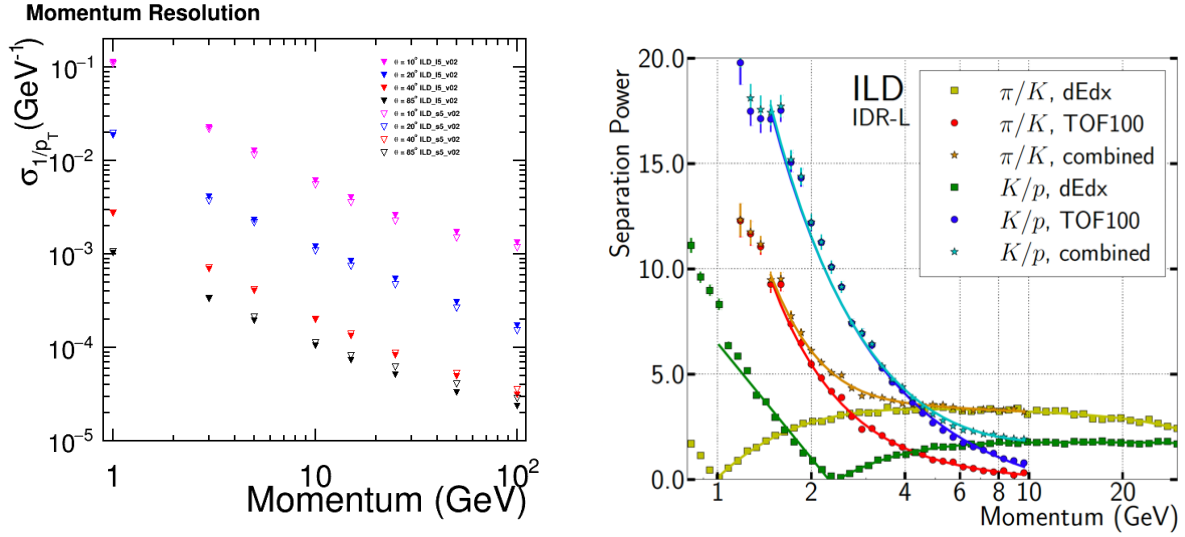 Momentum Resolution
σ1/pT (GeV⁻¹)
10⁻¹
10⁻²
10⁻³
10⁻⁴
10⁻⁵
θ = 10° ILD_l5_v02
θ = 20° ILD_l5_v02
θ = 40° ILD_l5_v02
θ = 85° ILD_l5_v02
θ = 10° ILD_s5_v02
θ = 20° ILD_s5_v02
θ = 40° ILD_s5_v02
θ = 85° ILD_s5_v02
1 10 10²
Momentum (GeV)
Separation Power
20.0
15.0
10.0
5.0
0.0
ILD
IDR-L
π/K, dEdx
π/K, TOF100
π/K, combined
K/p, dEdx
K/p, TOF100
K/p, combined
1 2 4 6 8 10 20
Momentum (GeV)